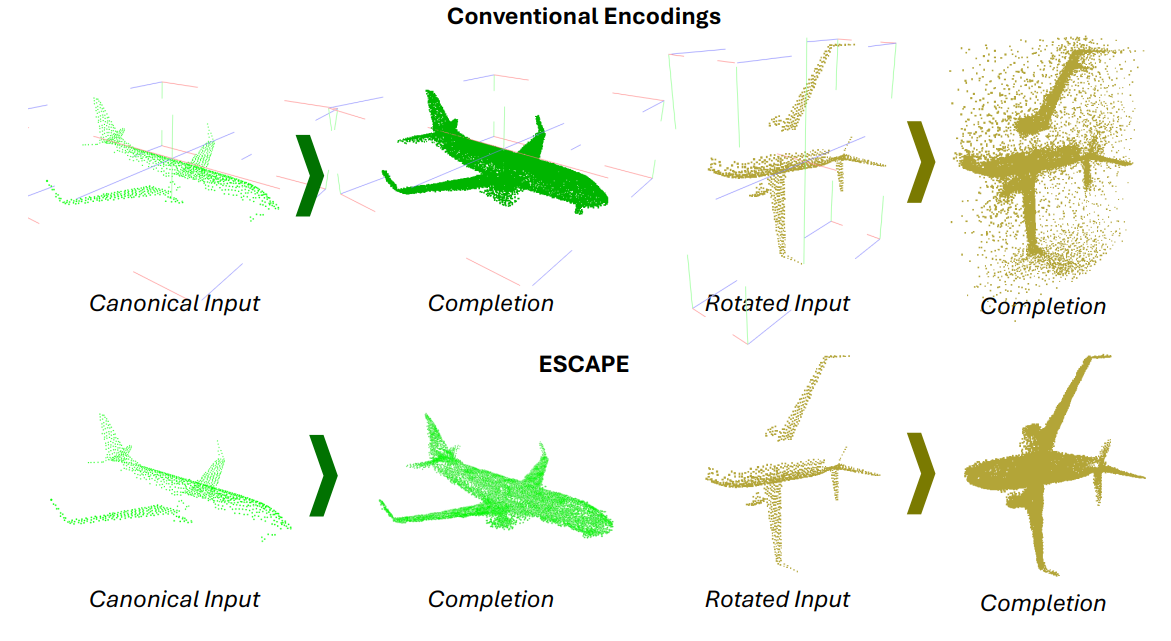 Conventional Encodings
Canonical Input
Completion
Rotated Input
Completion
ESCAPE
Canonical Input
Completion
Rotated Input
Completion